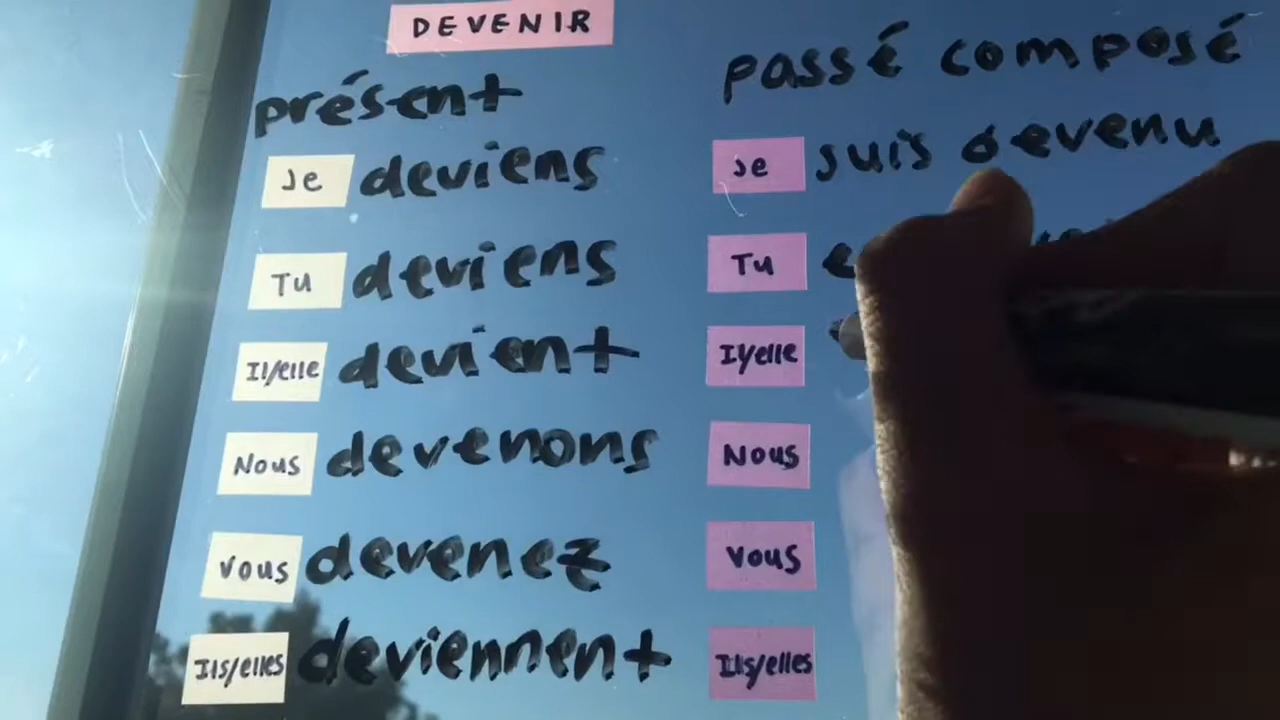 DEVENIR
présent
Je deviens
Tu deviens
Il/elle devient
Nous devenons
vous devenez
Ils/elles deviennent
passé composé
Je suis devenu
Tu
Il/elle
Nous
vous
Ils/elles